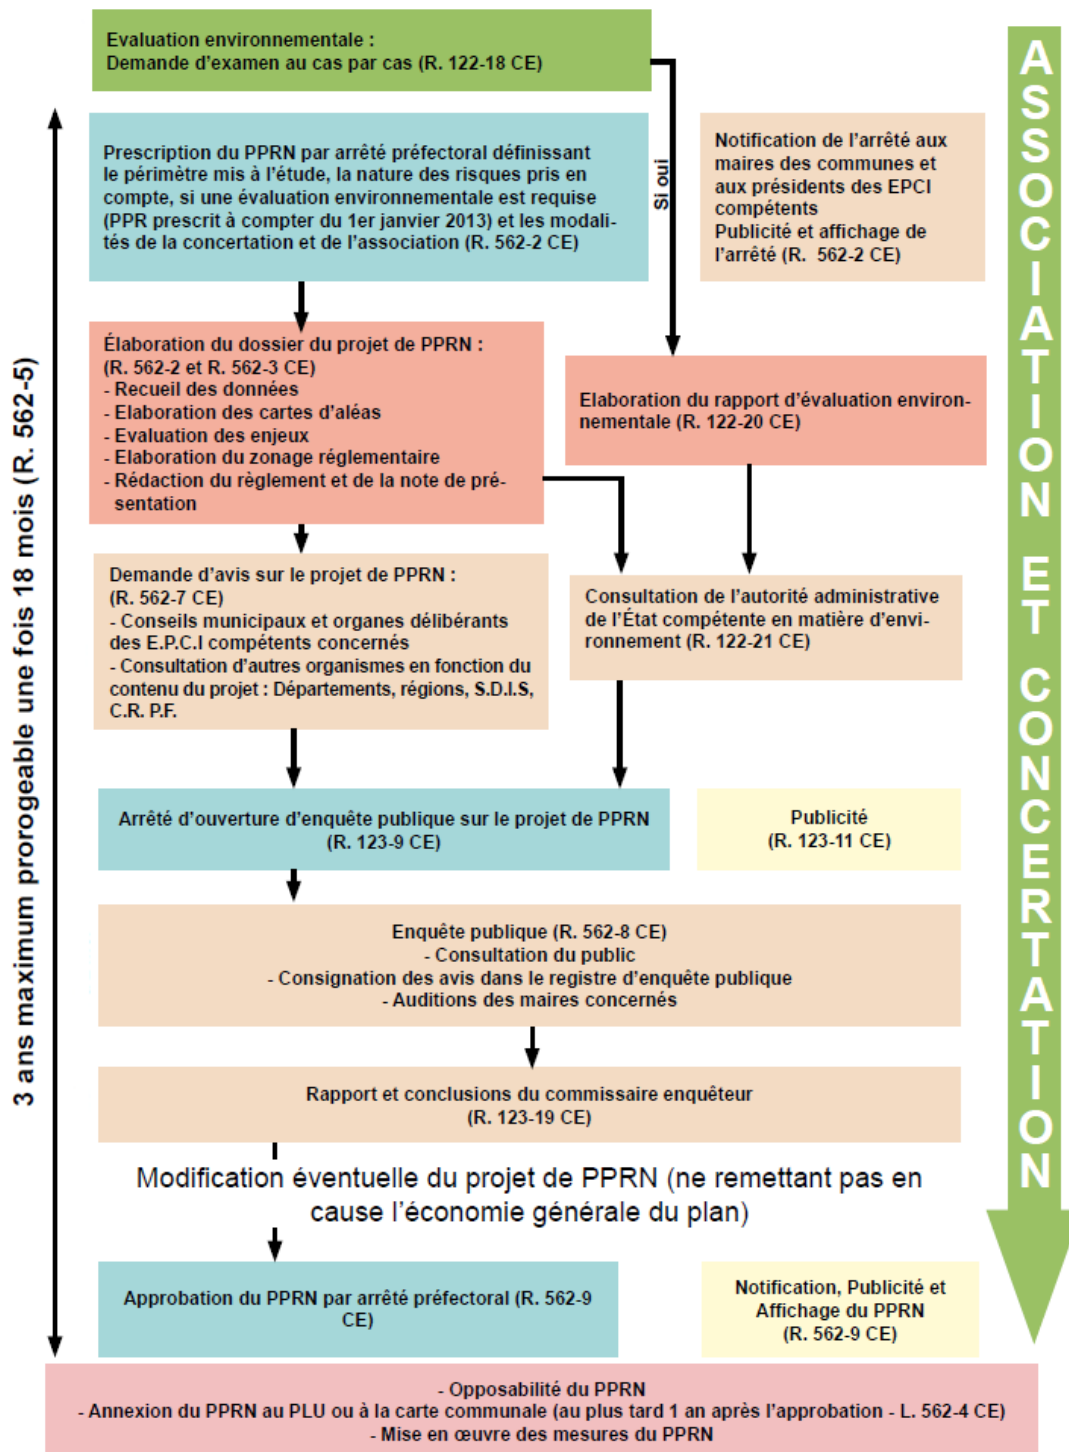 Evaluation environnementale :
Demande d'examen au cas par cas (R. 122-18 CE)
Si oui
Prescription du PPRN par arrêté préfectoral définissant
le périmètre mis à l'étude, la nature des risques pris en
compte, si une évaluation environnementale est requise
(PPR prescrit à compter du 1er janvier 2013) et les modali-
tés de la concertation et de l'association (R. 562-2 CE)
Notification de l'arrêté aux
maires des communes et
aux présidents des EPCI
compétents
Publicité et affichage de
l'arrêté (R. 562-2 CE)
Élaboration du dossier du projet de PPRN :
(R. 562-2 et R. 562-3 CE)
- Recueil des données
- Elaboration des cartes d'aléas
- Evaluation des enjeux
- Elaboration du zonage réglementaire
- Rédaction du règlement et de la note de pré-
sentation
Elaboration du rapport d'évaluation environ-
nementale (R. 122-20 CE)
Demande d'avis sur le projet de PPRN :
(R. 562-7 CE)
- Conseils municipaux et organes délibérants
des E.P.C.I compétents concernés
- Consultation d'autres organismes en fonction du
contenu du projet : Départements, régions, S.D.I.S,
C.R. P.F.
Consultation de l'autorité administrative
de l'État compétente en matière d'envi-
ronnement (R. 122-21 CE)
Arrêté d'ouverture d'enquête publique sur le projet de PPRN
(R. 123-9 CE)
Publicité
(R. 123-11 CE)
Enquête publique (R. 562-8 CE)
- Consultation du public
- Consignation des avis dans le registre d'enquête publique
- Auditions des maires concernés
Rapport et conclusions du commissaire enquêteur
(R. 123-19 CE)
Modification éventuelle du projet de PPRN (ne remettant pas en
cause l'économie générale du plan)
Approbation du PPRN par arrêté préfectoral (R. 562-9
CE)
Notification, Publicité et
Affichage du PPRN
(R. 562-9 CE)
- Opposabilité du PPRN
- Annexion du PPRN au PLU ou à la carte communale (au plus tard 1 an après l'approbation - L. 562-4 CE)
- Mise en œuvre des mesures du PPRN
3 ans maximum prorogeable une fois 18 mois (R. 562-5)
ASSOCIATION ET CONCERTATION